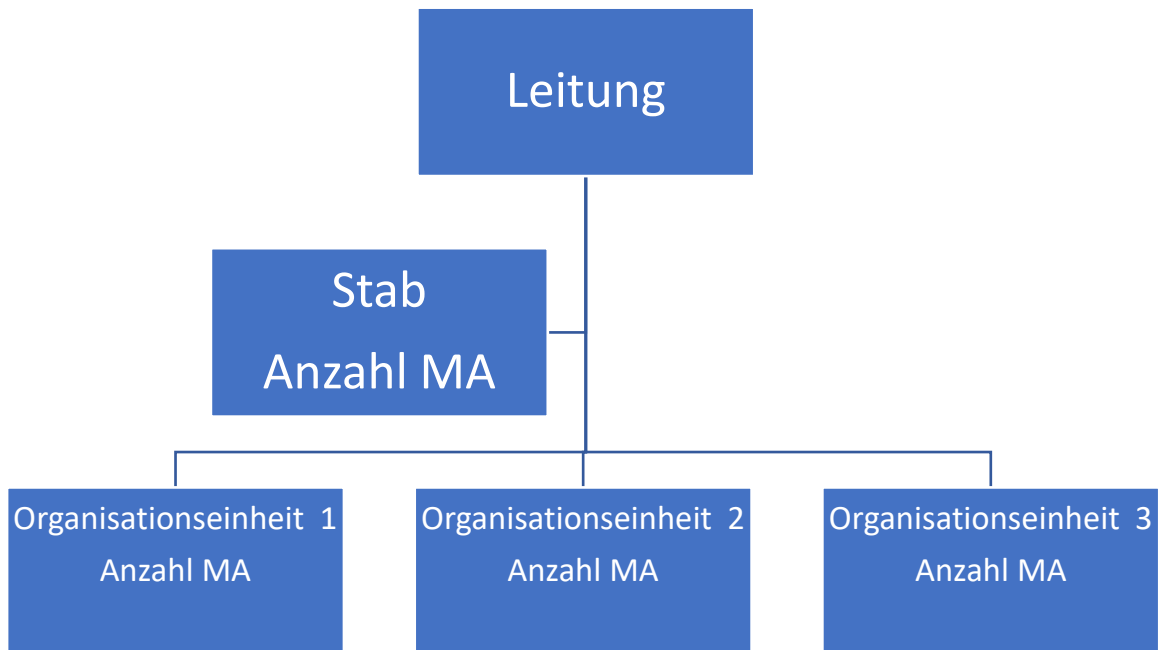 Leitung
Stab
Anzahl MA
Organisationseinheit 1
Anzahl MA
Organisationseinheit 2
Anzahl MA
Organisationseinheit 3
Anzahl MA